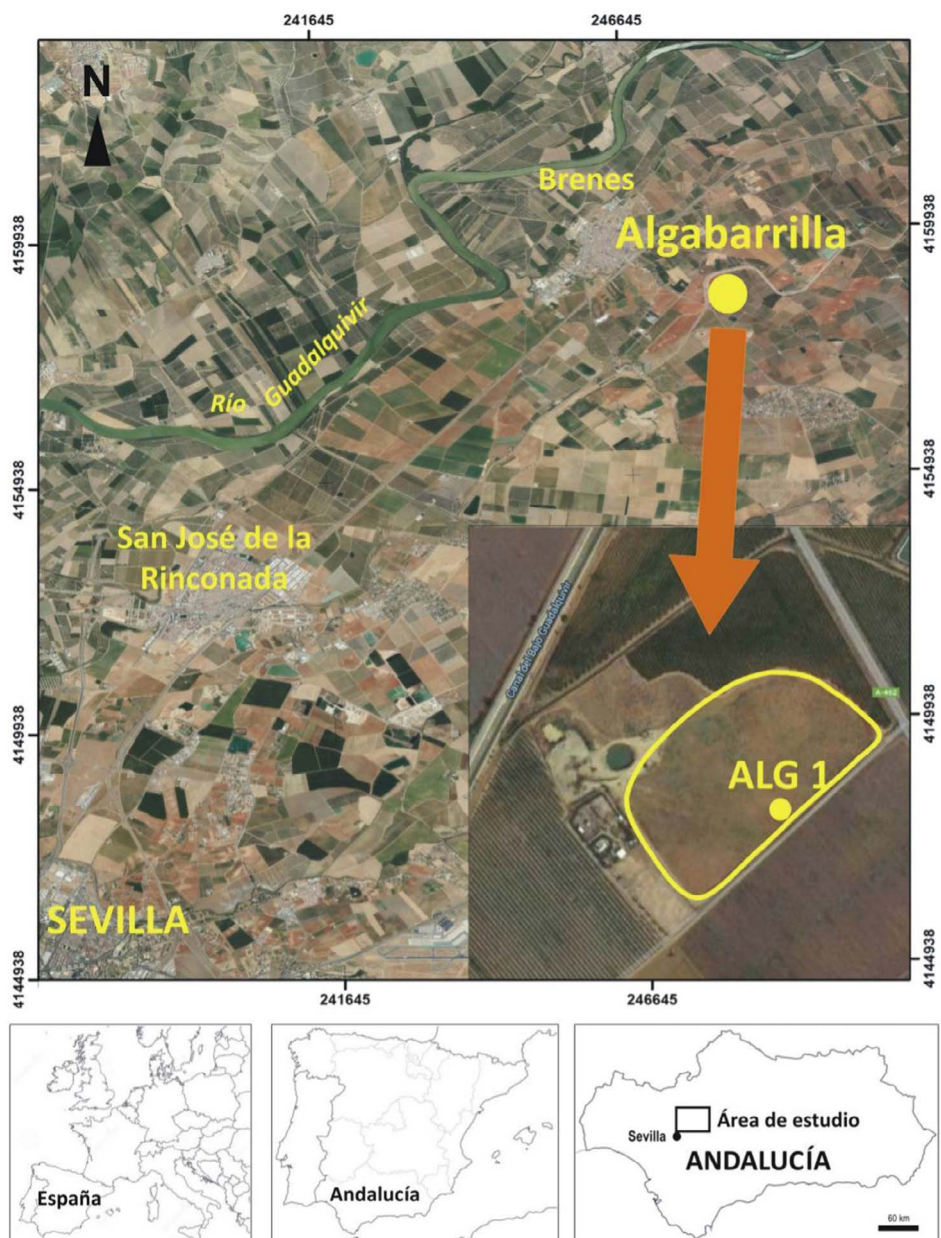 241645 246645
N
Brenes
Algabarrilla
4159938 4159938
Río Guadalquivir
4154938 4154938
San José de la
Rinconada
Canal del Bajo Guadalquivir
A-462
4149938 4149938
ALG 1
SEVILLA
4144938 4144938
241645 246645
España
Andalucía
Área de estudio
Sevilla
ANDALUCÍA
60 km